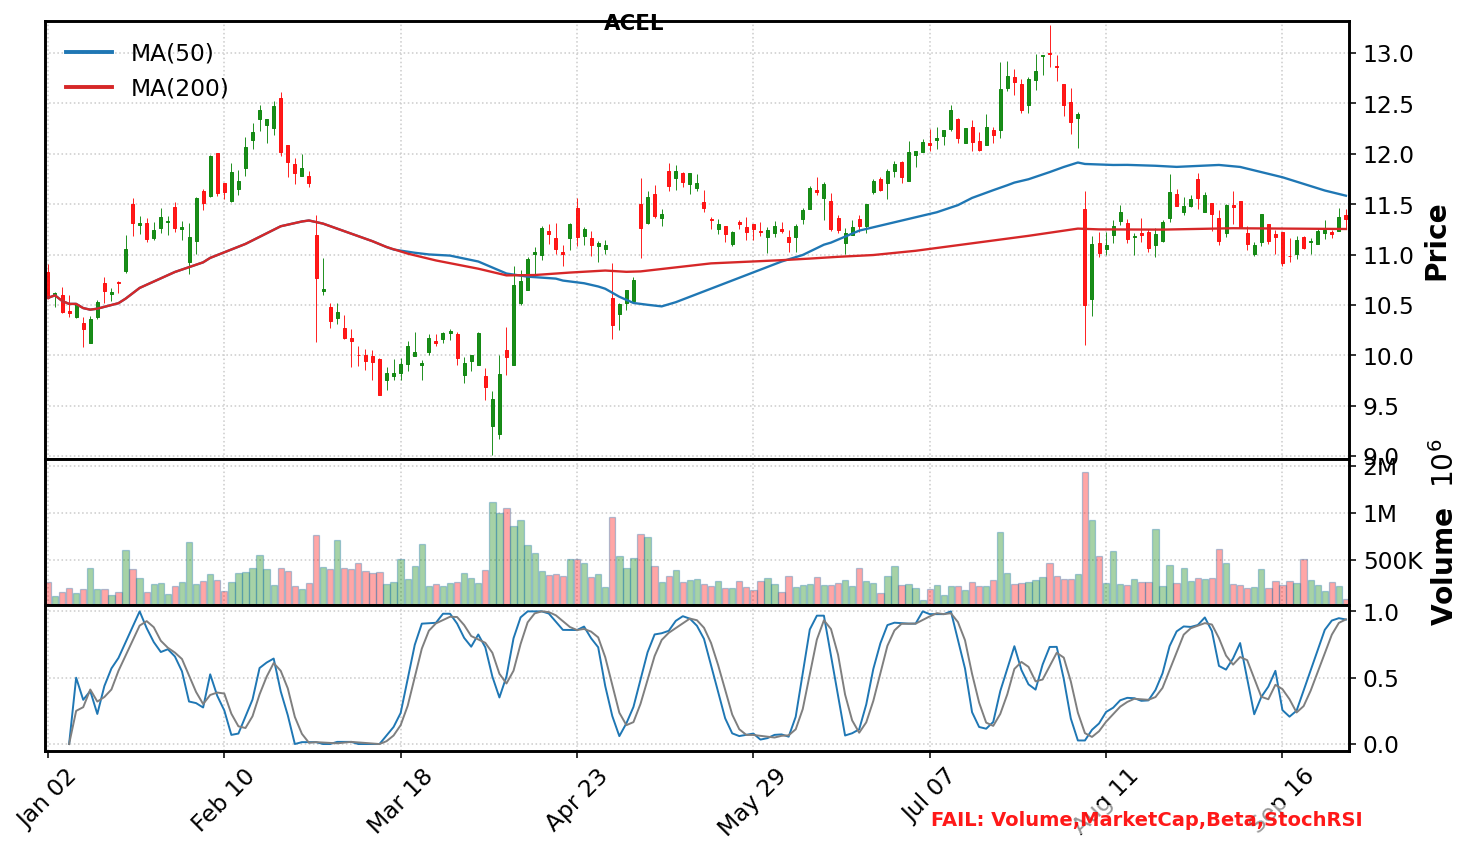 ACEL
MA(50)
MA(200)
13.0
12.5
12.0
11.5
11.0
10.5
10.0
9.5
9.0
Price
2M
1M
500K
Volume 10⁶
1.0
0.5
0.0
Jan 02
Feb 10
Mar 18
Apr 23
May 29
Jul 07
Aug 11
Sep 16
FAIL: Volume,MarketCap,Beta,StochRSI